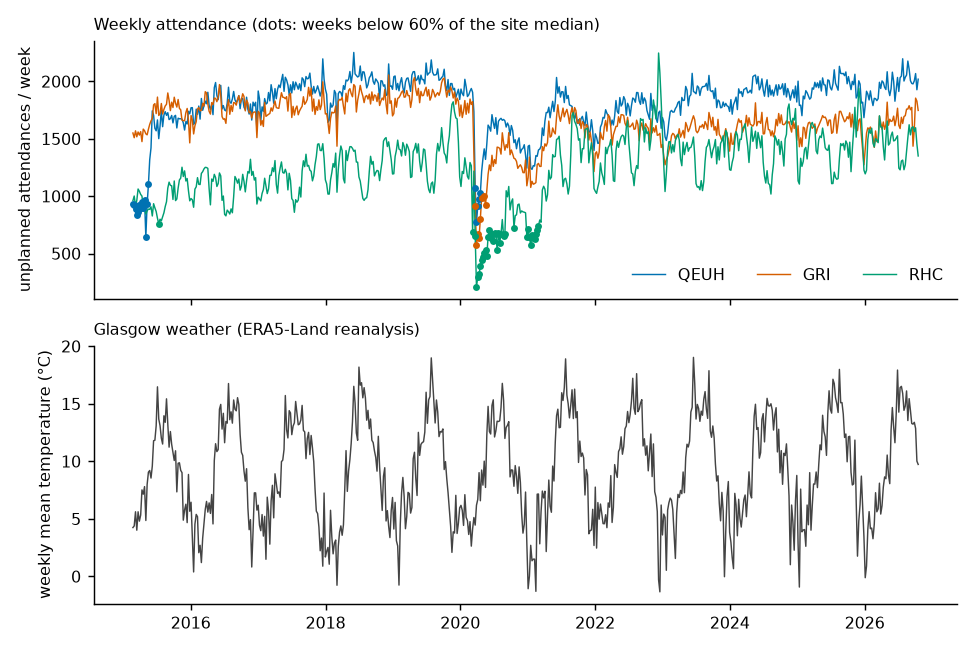 Weekly attendance (dots: weeks below 60% of the site median)
unplanned attendances / week
2000
1500
1000
500
QEUH
GRI
RHC
Glasgow weather (ERA5-Land reanalysis)
weekly mean temperature (°C)
20
15
10
5
0
2016
2018
2020
2022
2024
2026